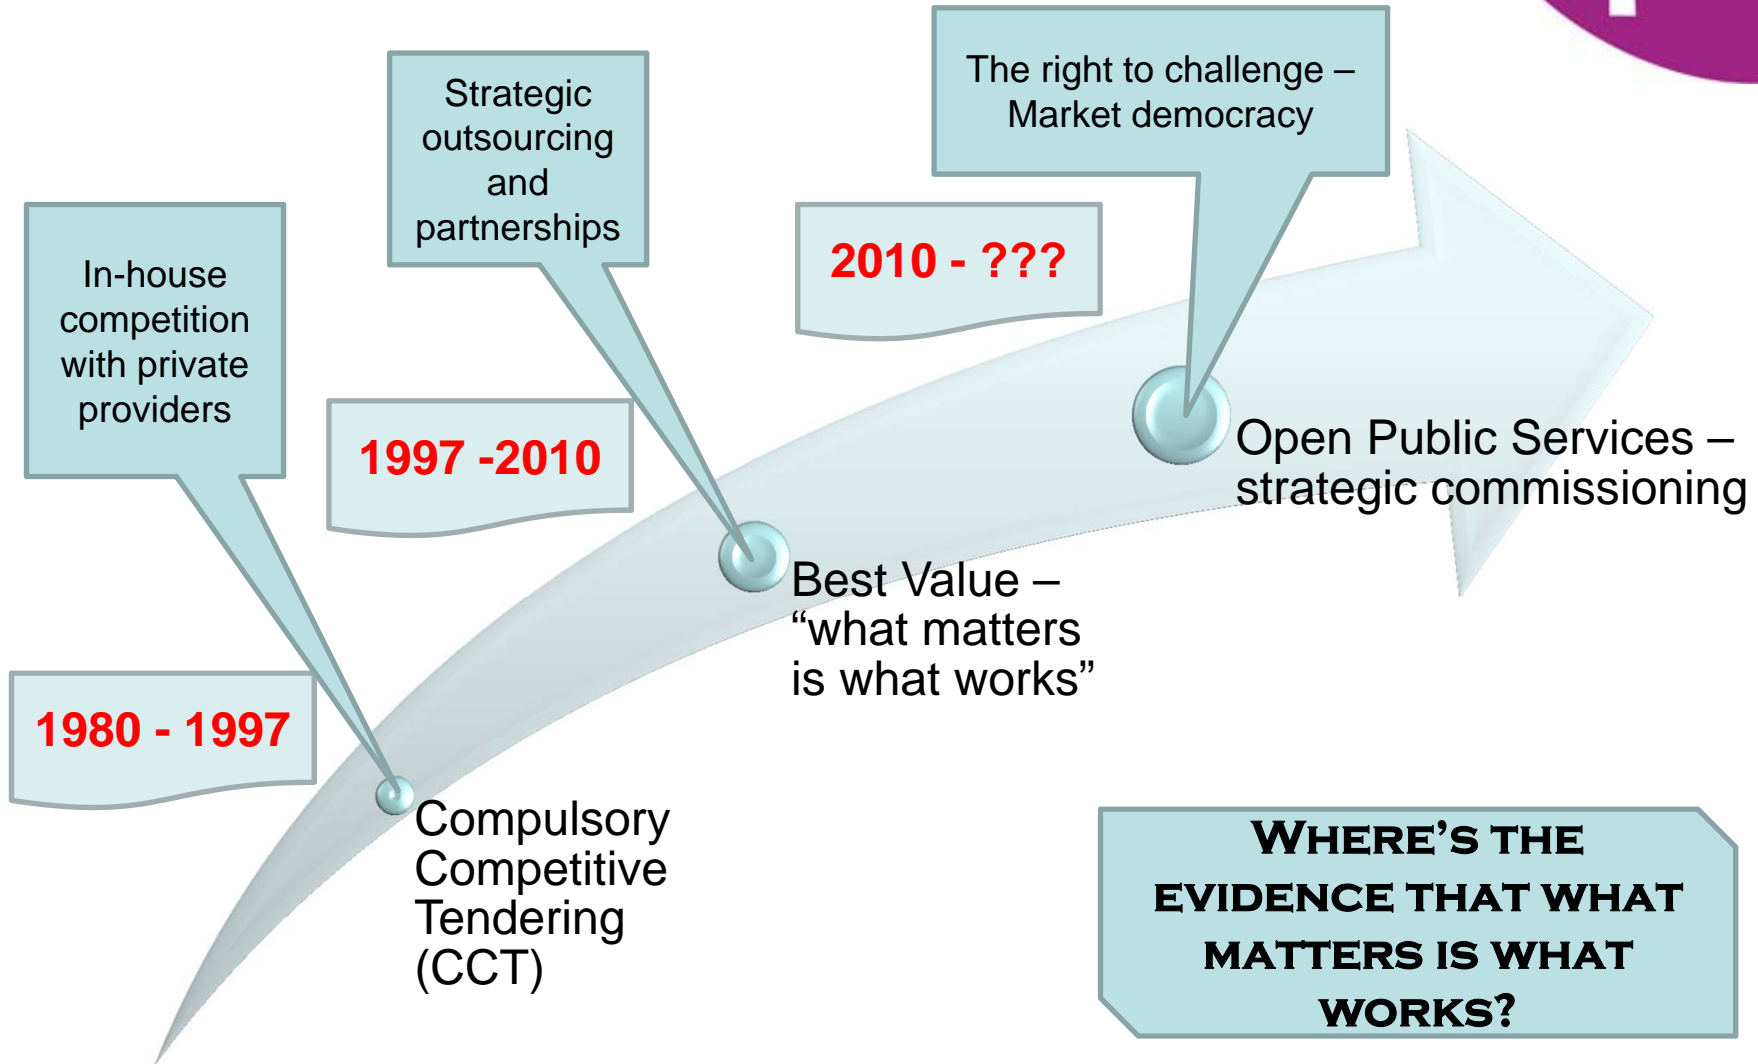 In-house
competition
with private
providers
1980 - 1997
Compulsory
Competitive
Tendering
(CCT)
Strategic
outsourcing
and
partnerships
1997 -2010
Best Value –
“what matters
is what works”
The right to challenge –
Market democracy
2010 - ???
Open Public Services –
strategic commissioning
WHERE’S THE
EVIDENCE THAT WHAT
MATTERS IS WHAT
WORKS?